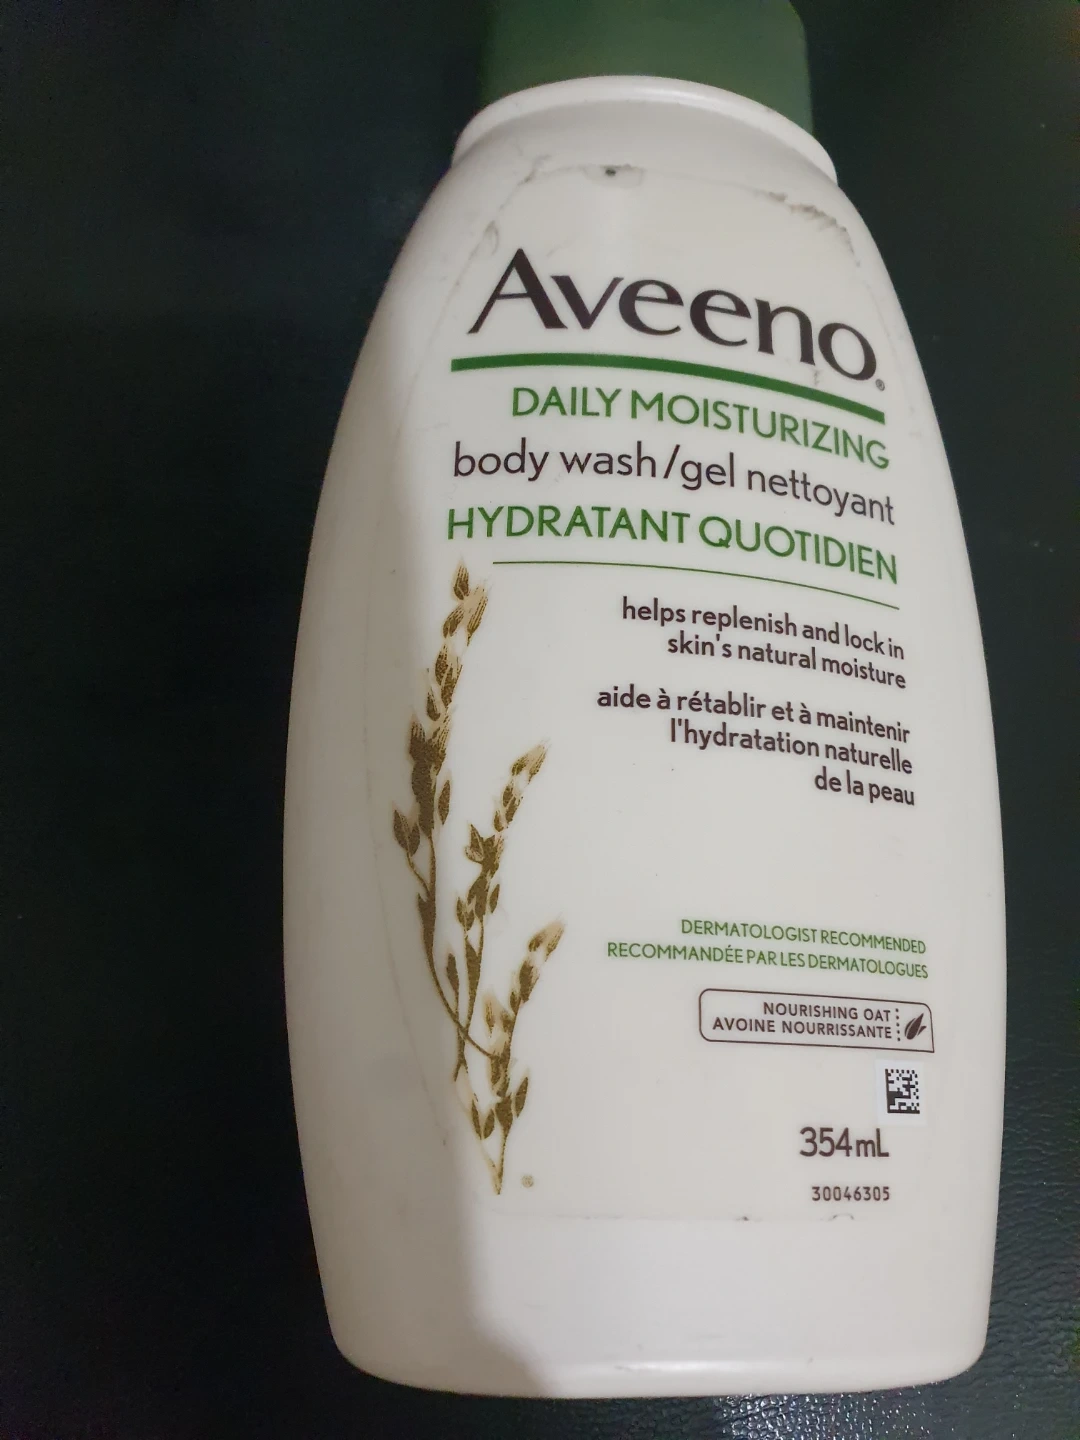 Aveeno®
DAILY MOISTURIZING
body wash/gel nettoyant
HYDRATANT QUOTIDIEN
helps replenish and lock in
skin's natural moisture
aide à rétablir et à maintenir
l'hydratation naturelle
de la peau
DERMATOLOGIST RECOMMENDED
RECOMMANDÉE PAR LES DERMATOLOGUES
NOURISHING OAT
AVOINE NOURRISSANTE
354mL
30046305
®